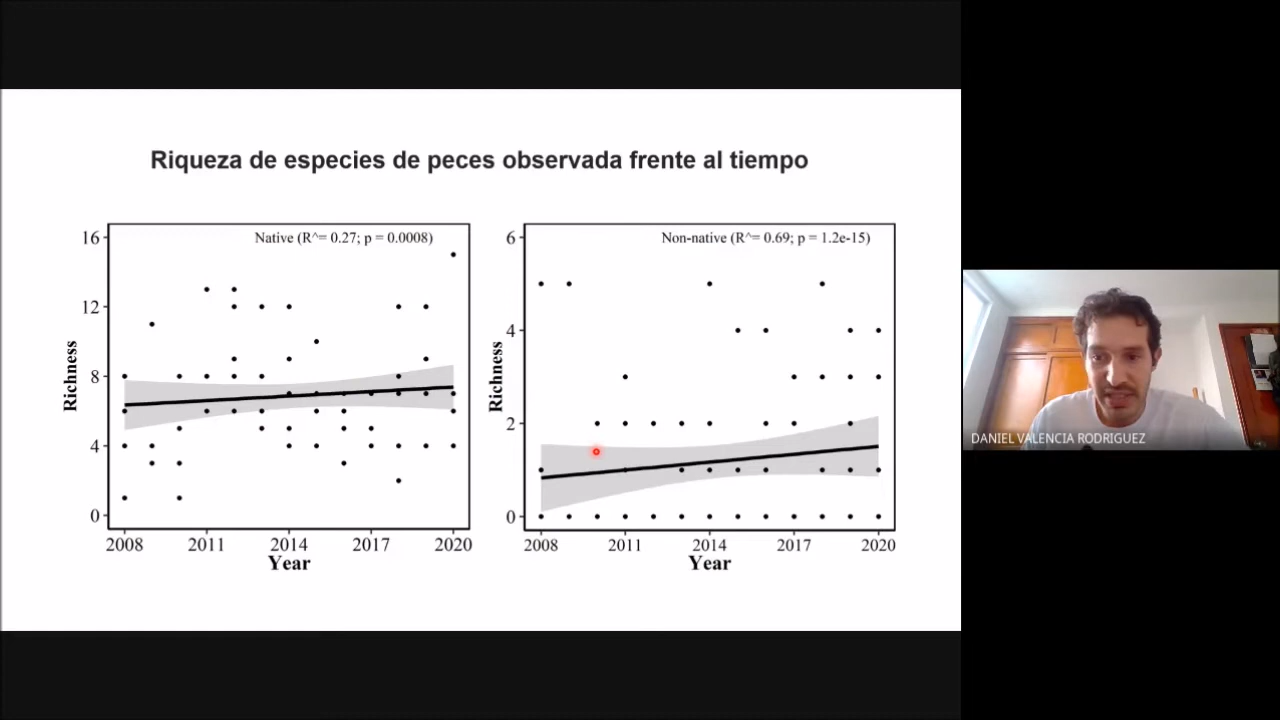 Riqueza de especies de peces observada frente al tiempo
Native (R^= 0.27; p = 0.0008)
16
12
8
4
0
Richness
2008 2011 2014 2017 2020
Year
Non-native (R^= 0.69; p = 1.2e-15)
6
4
2
0
Richness
2008 2011 2014 2017 2020
Year
DANIEL VALENCIA RODRIGUEZ